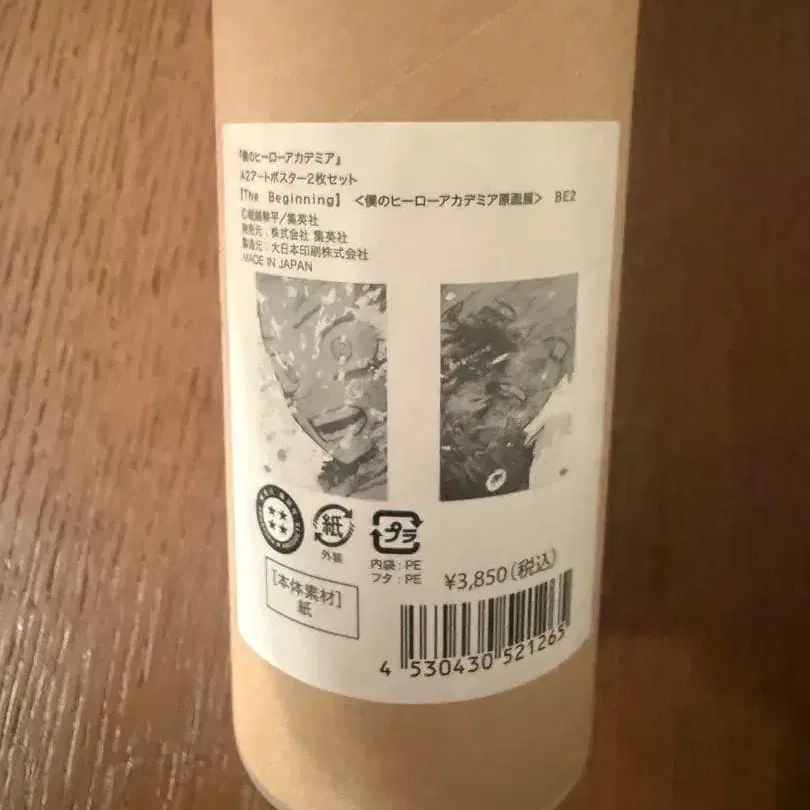 『僕のヒーローアカデミア』
A2アートポスター2枚セット
【The Beginning】 <僕のヒーローアカデミア原画展> BE2
©堀越耕平/集英社
発売元:株式会社 集英社
製造元:大日本印刷株式会社
MADE IN JAPAN
紙
外装
プラ
内袋:PE
フタ:PE
¥3,850(税込)
[本体素材]
紙
4 530430 521265